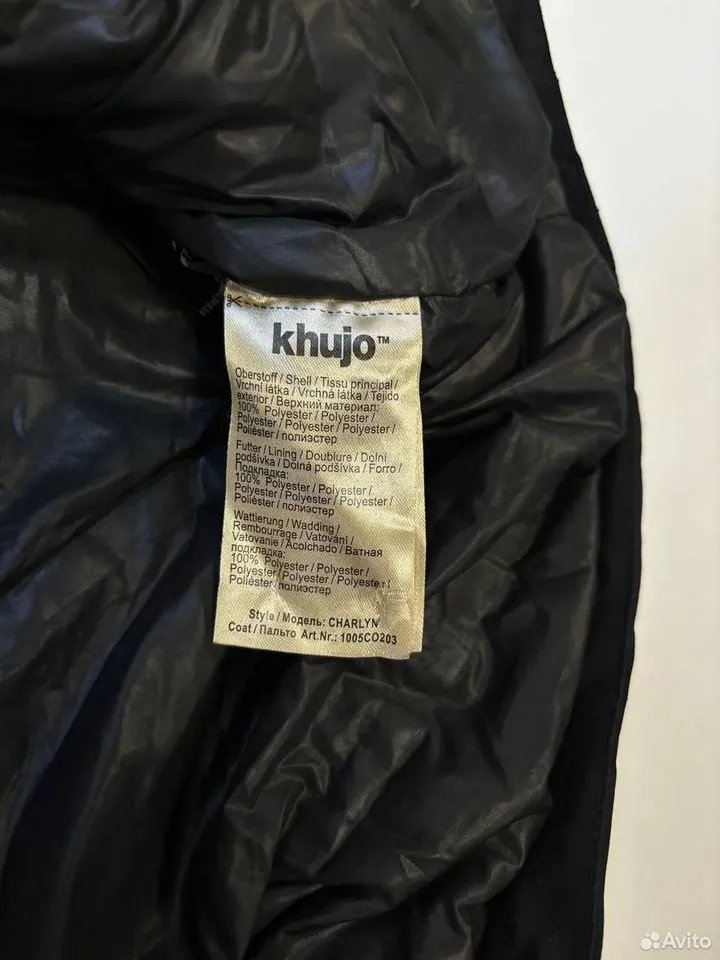 khujo™
Oberstoff / Shell / Tissu principal /
Vrchní látka / Vrchná látka / Tejido
exterior / Верхний материал:
100% Polyester / Polyester /
Polyester / Polyester / Polyester /
Poliéster / полиэстер
Futter / Lining / Doublure / Dolní
podšívka / Dolná podšívka / Forro /
Подкладка:
100% Polyester / Polyester /
Polyester / Polyester / Polyester /
Poliéster / полиэстер
Wattierung / Wadding /
Rembourrage / Vatování /
Vatovanie / Acolchado / Ватная
подкладка:
100% Polyester / Polyester /
Polyester / Polyester / Polyester /
Poliéster / полиэстер
Style / Модель: CHARLYN
Coat / Пальто Art.Nr.: 1005CO203
Avito